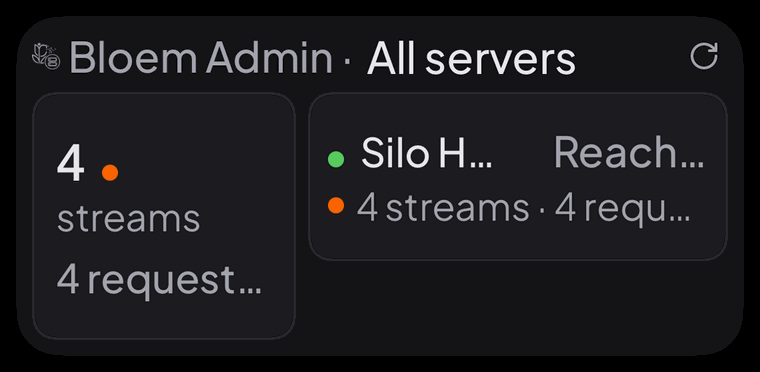 Bloem Admin · All servers
4
streams
4 request...
Silo H... Reach...
4 streams · 4 requ...